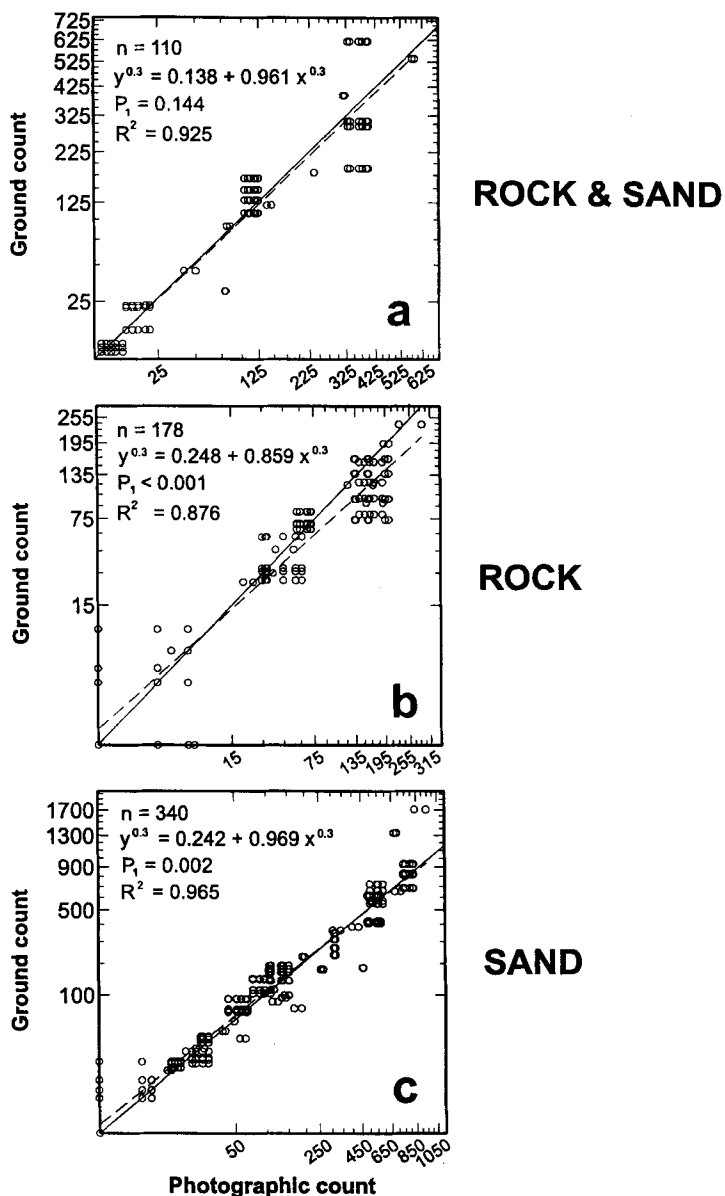 725
625
525
425
325
225
125
25
Ground count
n = 110
y^0.3 = 0.138 + 0.961 x^0.3
P₁ = 0.144
R² = 0.925
a
25 125 225 325 425 525 625
ROCK & SAND
255
195
135
75
15
Ground count
n = 178
y^0.3 = 0.248 + 0.859 x^0.3
P₁ < 0.001
R² = 0.876
b
15 75 135 195 255 315
ROCK
1700
1300
900
500
100
Ground count
n = 340
y^0.3 = 0.242 + 0.969 x^0.3
P₁ = 0.002
R² = 0.965
c
50 250 450 650 850 1050
SAND
Photographic count